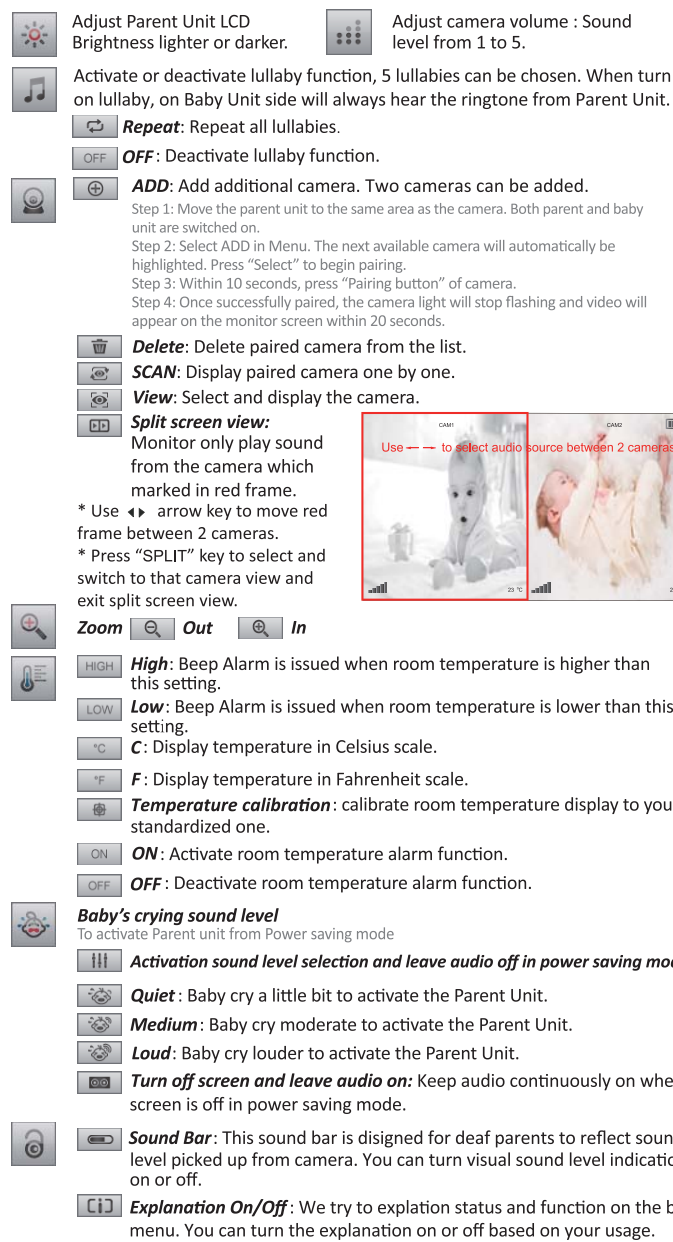 Adjust Parent Unit LCD
Brightness lighter or darker.
Adjust camera volume : Sound
level from 1 to 5.
Activate or deactivate lullaby function, 5 lullabies can be chosen. When turn
on lullaby, on Baby Unit side will always hear the ringtone from Parent Unit.
Repeat: Repeat all lullabies.
OFF OFF : Deactivate lullaby function.
ADD: Add additional camera. Two cameras can be added.
Step 1: Move the parent unit to the same area as the camera. Both parent and baby
unit are switched on.
Step 2: Select ADD in Menu. The next available camera will automatically be
highlighted. Press “Select” to begin pairing.
Step 3: Within 10 seconds, press “Pairing button” of camera.
Step 4: Once successfully paired, the camera light will stop flashing and video will
appear on the monitor screen within 20 seconds.
Delete: Delete paired camera from the list.
SCAN: Display paired camera one by one.
View: Select and display the camera.
Split screen view:
Monitor only play sound
from the camera which
marked in red frame.
* Use ◂ ▸ arrow key to move red
frame between 2 cameras.
* Press “SPLIT” key to select and
switch to that camera view and
exit split screen view.
CAM1
CAM2
Use ← → to select audio source between 2 cameras
23 °C
Zoom Out In
HIGH High: Beep Alarm is issued when room temperature is higher than
this setting.
LOW Low: Beep Alarm is issued when room temperature is lower than this
setting.
°C C: Display temperature in Celsius scale.
°F F: Display temperature in Fahrenheit scale.
Temperature calibration: calibrate room temperature display to you
standardized one.
ON ON: Activate room temperature alarm function.
OFF OFF : Deactivate room temperature alarm function.
Baby’s crying sound level
To activate Parent unit from Power saving mode
Activation sound level selection and leave audio off in power saving mod
Quiet : Baby cry a little bit to activate the Parent Unit.
Medium: Baby cry moderate to activate the Parent Unit.
Loud: Baby cry louder to activate the Parent Unit.
Turn off screen and leave audio on: Keep audio continuously on whe
screen is off in power saving mode.
Sound Bar: This sound bar is disigned for deaf parents to reflect soun
level picked up from camera. You can turn visual sound level indicatio
on or off.
Explanation On/Off : We try to explation status and function on the b
menu. You can turn the explanation on or off based on your usage.